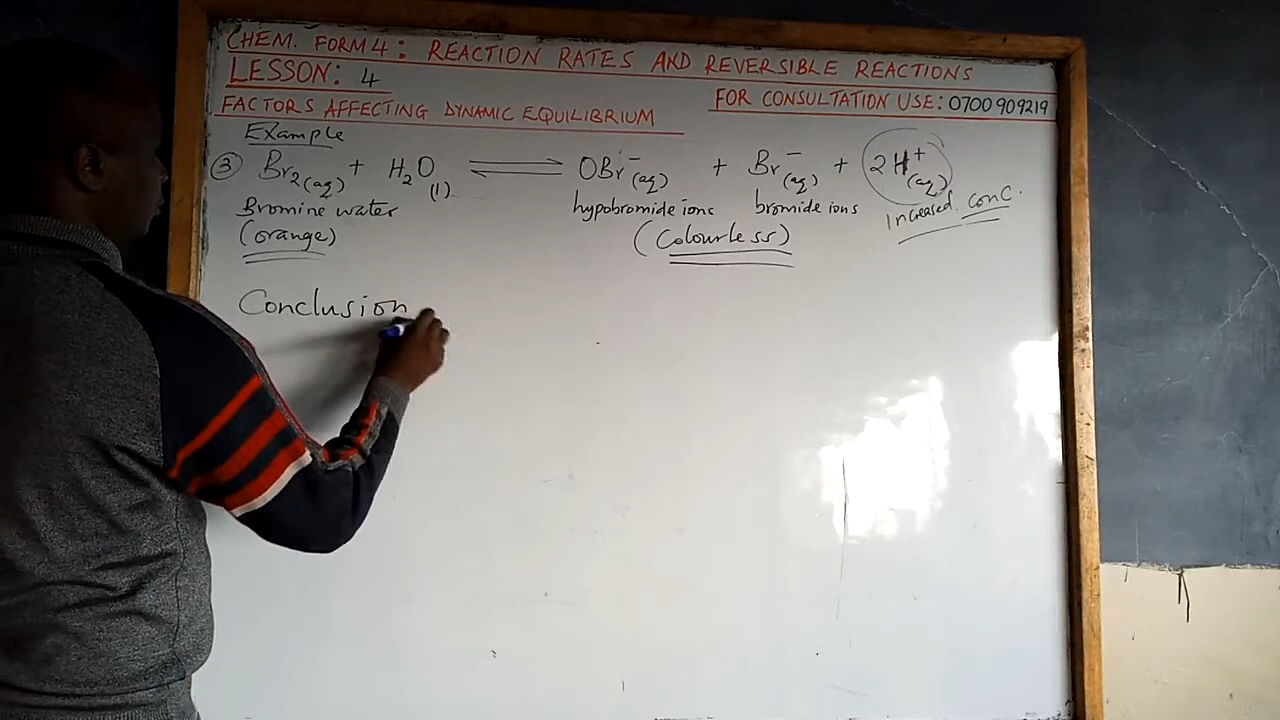 CHEM. FORM 4: REACTION RATES AND REVERSIBLE REACTIONS
LESSON: 4
FOR CONSULTATION USE: 0700 909219
FACTORS AFFECTING DYNAMIC EQUILIBRIUM
Example
③ Br₂(aq) + H₂O(l) ⇌ OBr⁻(aq) + Br⁻(aq) + 2H⁺(aq)
Bromine water hypobromide ions bromide ions Increased conc.
(orange) (Colourless)
Conclusion